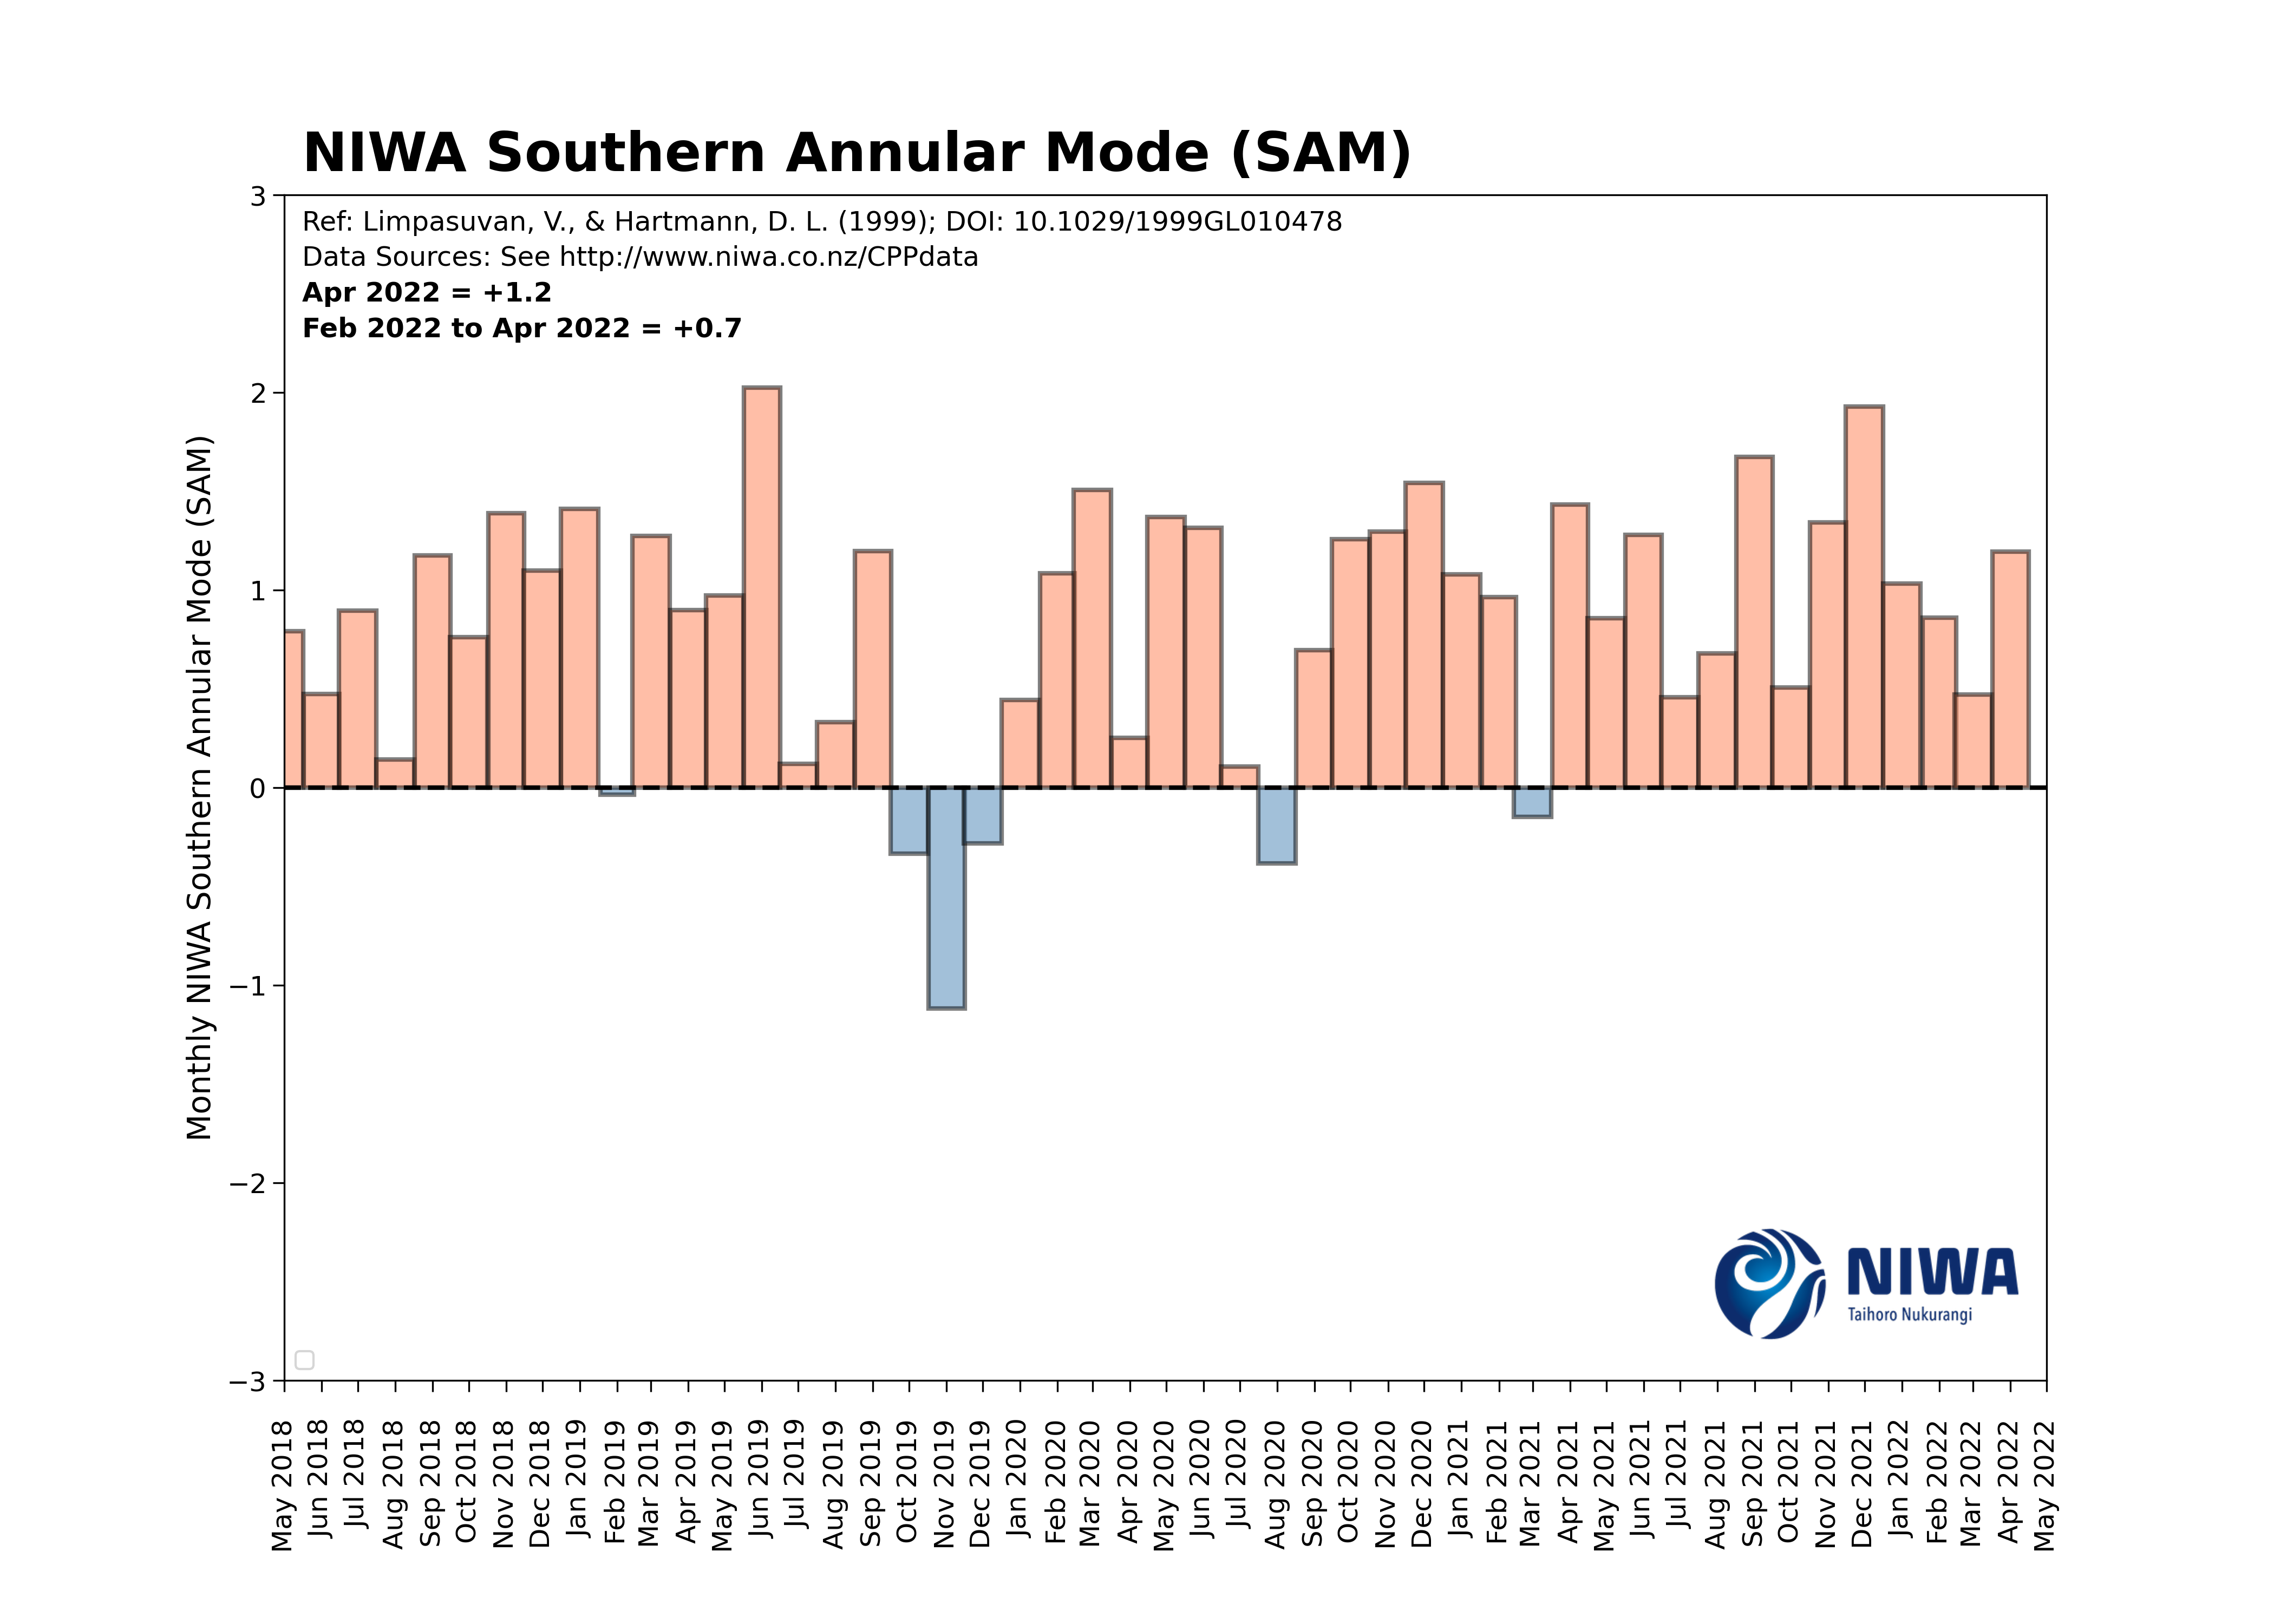 NIWA Southern Annular Mode (SAM)
Ref: Limpasuvan, V., & Hartmann, D. L. (1999); DOI: 10.1029/1999GL010478
Data Sources: See http://www.niwa.co.nz/CPPdata
Apr 2022 = +1.2
Feb 2022 to Apr 2022 = +0.7
Monthly NIWA Southern Annular Mode (SAM)
3
2
1
0
−1
−2
−3
NIWA
Taihoro Nukurangi
May 2018
Jun 2018
Jul 2018
Aug 2018
Sep 2018
Oct 2018
Nov 2018
Dec 2018
Jan 2019
Feb 2019
Mar 2019
Apr 2019
May 2019
Jun 2019
Jul 2019
Aug 2019
Sep 2019
Oct 2019
Nov 2019
Dec 2019
Jan 2020
Feb 2020
Mar 2020
Apr 2020
May 2020
Jun 2020
Jul 2020
Aug 2020
Sep 2020
Oct 2020
Nov 2020
Dec 2020
Jan 2021
Feb 2021
Mar 2021
Apr 2021
May 2021
Jun 2021
Jul 2021
Aug 2021
Sep 2021
Oct 2021
Nov 2021
Dec 2021
Jan 2022
Feb 2022
Mar 2022
Apr 2022
May 2022